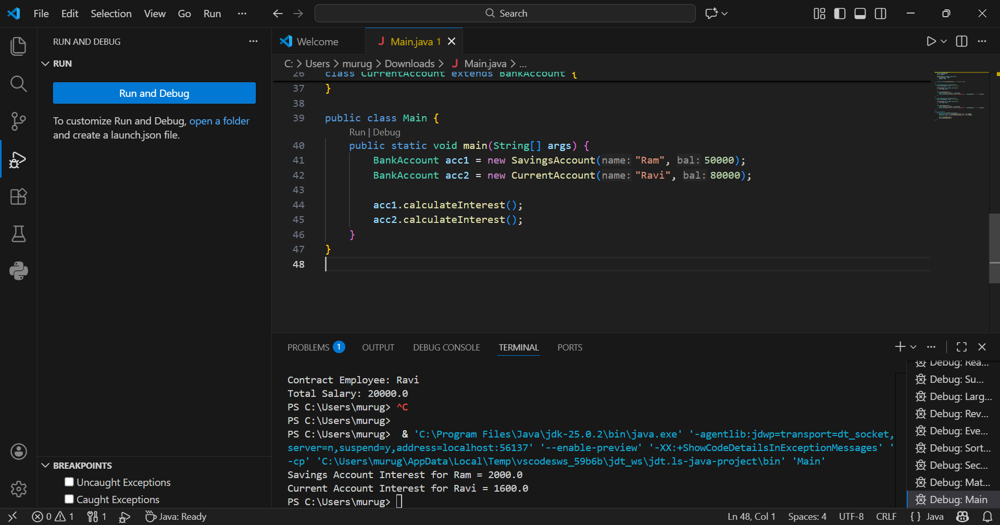 File Edit Selection View Go Run ...
Search
RUN AND DEBUG
RUN
Run and Debug
To customize Run and Debug, open a folder
and create a launch.json file.
BREAKPOINTS
Uncaught Exceptions
Caught Exceptions
Welcome
J Main.java 1
C: > Users > murug > Downloads > J Main.java > ...
26 class CurrentAccount extends BankAccount {
37 }
38
39 public class Main {
Run | Debug
40 public static void main(String[] args) {
41 BankAccount acc1 = new SavingsAccount(name: "Ram", bal: 50000);
42 BankAccount acc2 = new CurrentAccount(name: "Ravi", bal: 80000);
43
44 acc1.calculateInterest();
45 acc2.calculateInterest();
46 }
47 }
48
PROBLEMS 1 OUTPUT DEBUG CONSOLE TERMINAL PORTS
Contract Employee: Ravi
Total Salary: 20000.0
PS C:\Users\murug> ^C
PS C:\Users\murug>
PS C:\Users\murug> & 'C:\Program Files\Java\jdk-25.0.2\bin\java.exe' '-agentlib:jdwp=transport=dt_socket,
server=n,suspend=y,address=localhost:56137' '--enable-preview' '-XX:+ShowCodeDetailsInExceptionMessages' '
-cp' 'C:\Users\murug\AppData\Local\Temp\vscodesws_59b6b\jdt_ws\jdt.ls-java-project\bin' 'Main'
Savings Account Interest for Ram = 2000.0
Current Account Interest for Ravi = 1600.0
PS C:\Users\murug>
Debug: Rea...
Debug: Su...
Debug: Larg...
Debug: Rev...
Debug: Eve...
Debug: Sort...
Debug: Sec...
Debug: Mat...
Debug: Main
0 1 1 Java: Ready
Ln 48, Col 1 Spaces: 4 UTF-8 CRLF {} Java